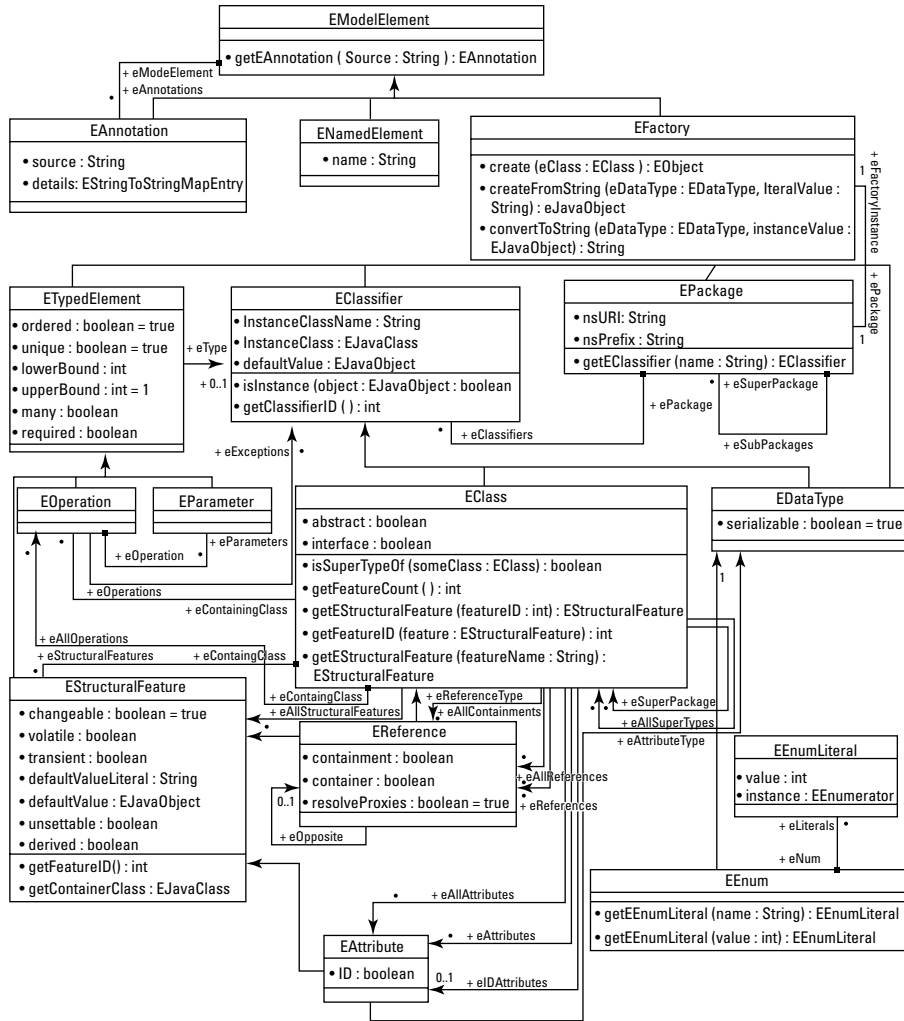 EModelElement
• getEAnnotation ( Source : String ) : EAnnotation
+ eModeElement
+ eAnnotations
EAnnotation
• source : String
• details: EStringToStringMapEntry
ENamedElement
• name : String
EFactory
• create (eClass : EClass ) : EObject
• createFromString (eDataType : EDataType, lteralValue :
String) : eJavaObject
• convertToString (eDataType : EDataType, instanceValue :
EJavaObject) : String
+ eFactoryInstance
1
+ ePackage
1
ETypedElement
• ordered : boolean = true
• unique : boolean = true
• lowerBound : int
• upperBound : int = 1
• many : boolean
• required : boolean
+ eType
+ 0..1
EClassifier
• InstanceClassName : String
• InstanceClass : EJavaClass
• defaultValue : EJavaObject
• isInstance (object : EJavaObject : boolean
• getClassifierID ( ) : int
EPackage
• nsURI: String
• nsPrefix : String
• getEClassifier (name : String) : EClassifier
+ eSuperPackage
+ ePackage
+ eClassifiers
+ eSubPackages
+ eExceptions
EOperation
EParameter
+ eOperation
+ eParameters
+ eOperations
+ eContainingClass
EClass
• abstract : boolean
• interface : boolean
• isSuperTypeOf (someClass : EClass) : boolean
• getFeatureCount ( ) : int
• getEStructuralFeature (featureID : int) : EStructuralFeature
• getFeatureID (feature : EStructuralFeature) : int
• getEStructuralFeature (featureName : String) :
EStructuralFeature
EDataType
• serializable : boolean = true
1
+ eAllOperations
+ eStructuralFeatures
+ eContaingClass
+ eContaingClass
+ eAllStructuralFeatures
+ eReferenceType
+ eAllContainments
+ eSuperPackage
+ eAllSuperTypes
+ eAttributeType
EStructuralFeature
• changeable : boolean = true
• volatile : boolean
• transient : boolean
• defaultValueLiteral : String
• defaultValue : EJavaObject
• unsettable : boolean
• derived : boolean
• getFeatureID() : int
• getContainerClass : EJavaClass
EReference
• containment : boolean
• container : boolean
• resolveProxies : boolean = true
0..1
+ eOpposite
+ eAllReferences
+ eReferences
EEnumLiteral
• value : int
• instance : EEnumerator
+ eLiterals
+ eNum
EEnum
• getEEnumLiteral (name : String) : EEnumLiteral
• getEEnumLiteral (value : int) : EEnumLiteral
+ eAllAttributes
+ eAttributes
0..1
+ eIDAttributes
EAttribute
• ID : boolean